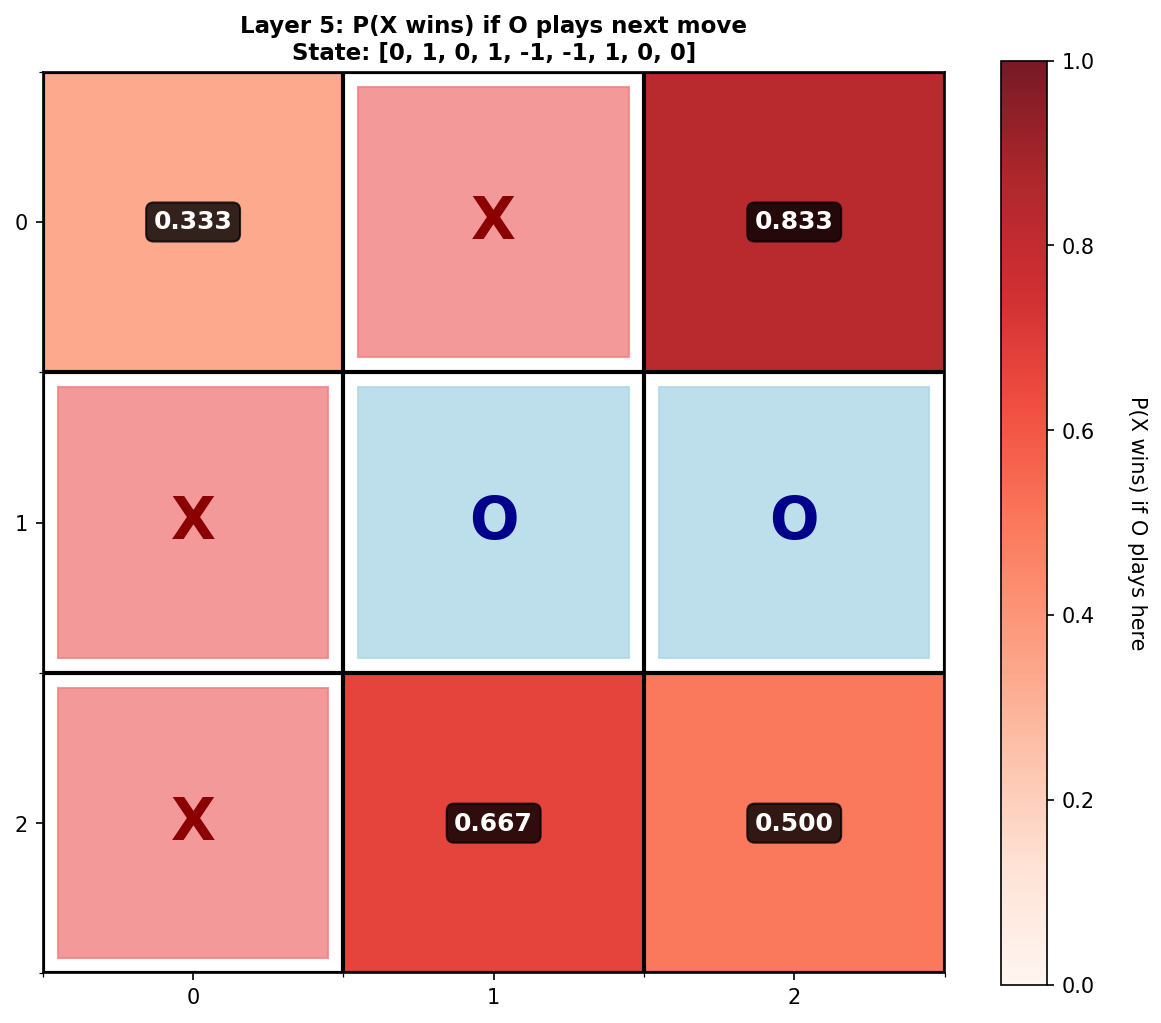 Layer 5: P(X wins) if O plays next move
State: [0, 1, 0, 1, -1, -1, 1, 0, 0]
0
0.333
X
0.833
1
X
O
O
2
X
0.667
0.500
0
1
2
1.0
0.8
0.6
0.4
0.2
0.0
P(X wins) if O plays here